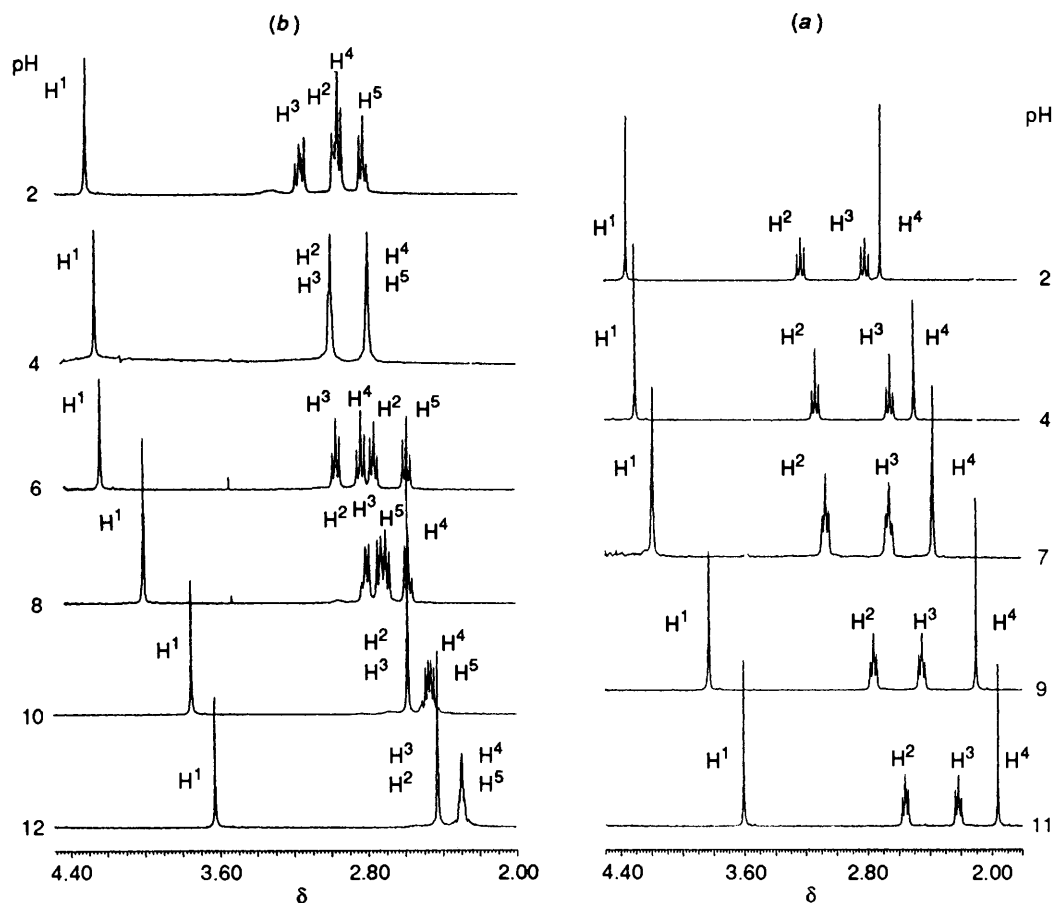 (b)
pH
H¹
H³
H²
H⁴
H⁵
2
H¹
H²
H³
H⁴
H⁵
4
H¹
H³
H⁴
H²
H⁵
6
H¹
H²
H³
H⁵
H⁴
8
H¹
H²
H³
H⁴
H⁵
10
H¹
H³
H²
H⁴
H⁵
12
4.40 3.60 2.80 2.00
δ
(a)
pH
H¹
H²
H³
H⁴
2
H¹
H²
H³
H⁴
4
H¹
H²
H³
H⁴
7
H¹
H²
H³
H⁴
9
H¹
H²
H³
H⁴
11
4.40 3.60 2.80 2.00
δ